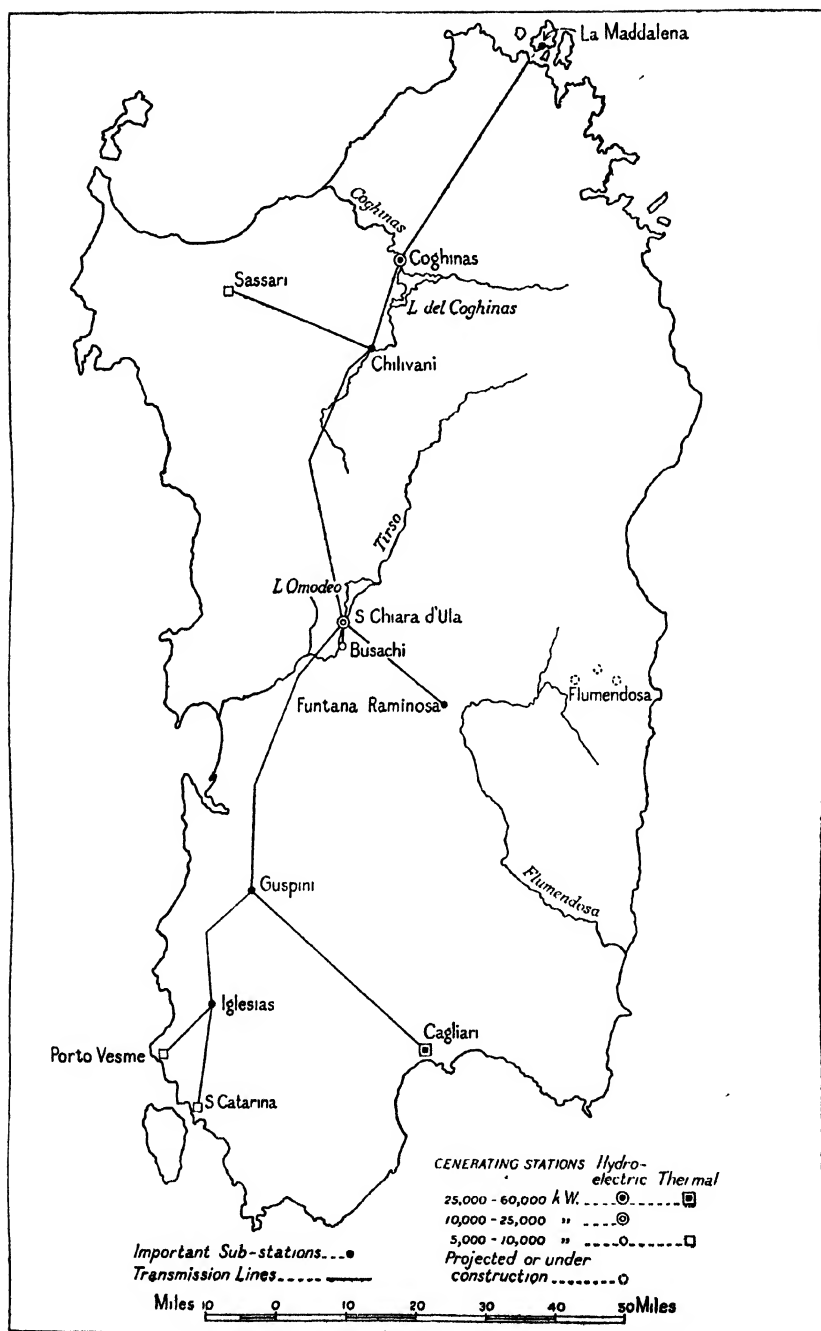 La Maddalena
Coghinas
Coghinas
Sassari
L del Coghinas
Chilivani
Tirso
L Omodeo
S Chiara d'Ula
Busachi
Flumendosa
Funtana Raminosa
Flumendosa
Guspini
Iglesias
Cagliari
Porto Vesme
S Catarina
GENERATING STATIONS Hydro-
electric Thermal
25,000 - 60,000 kW.
10,000 - 25,000 "
5,000 - 10,000 "
Projected or under
construction
Important Sub-stations
Transmission Lines
Miles 10 0 10 20 30 40 50 Miles